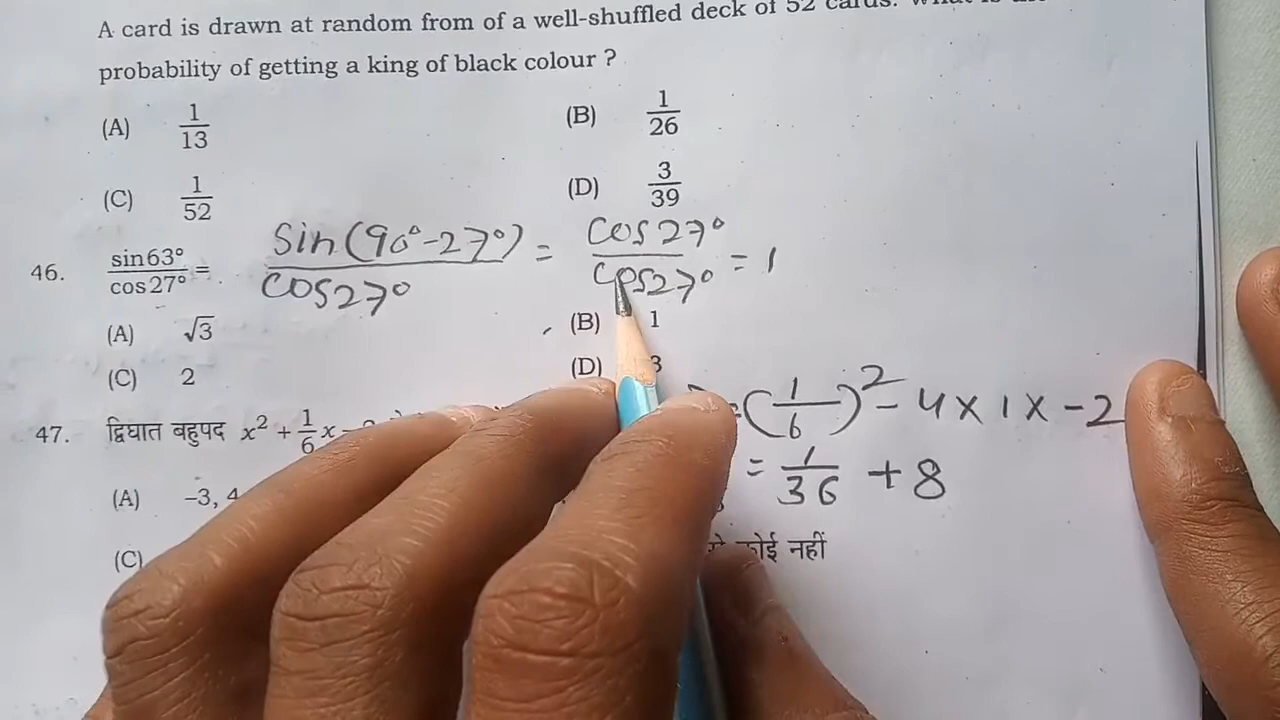 A card is drawn at random from of a well-shuffled deck of 52 cards.
probability of getting a king of black colour ?
(A) 1/13 (B) 1/26
(C) 1/52 (D) 3/39
46. sin63°/cos27° = Sin(90°-27°)/cos27° = cos27°/cos27° = 1
(A) √3 (B) 1
(C) 2 (D) 3
47. द्विघात बहुपद x² + 1/6 x - = (1/6)² - 4 x 1 x -2
= 1/36 + 8
(A) -3, 4
(C) कोई नहीं